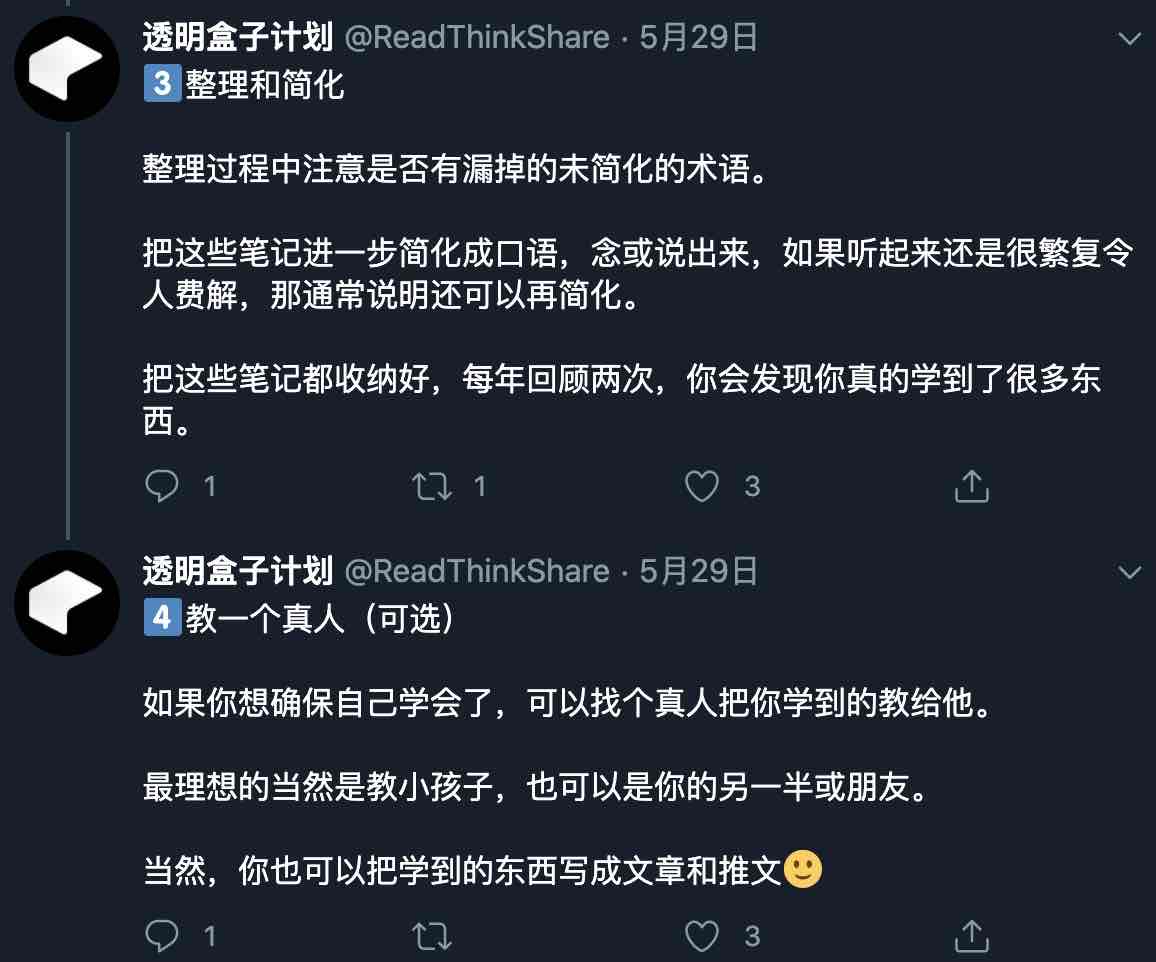 透明盒子计划 @ReadThinkShare · 5月29日
3️⃣整理和简化
整理过程中注意是否有漏掉的未简化的术语。
把这些笔记进一步简化成口语，念或说出来，如果听起来还是很繁复令
人费解，那通常说明还可以再简化。
把这些笔记都收纳好，每年回顾两次，你会发现你真的学到了很多东
西。
1 1 3
透明盒子计划 @ReadThinkShare · 5月29日
4️⃣教一个真人（可选）
如果你想确保自己学会了，可以找个真人把你学到的教给他。
最理想的当然是教小孩子，也可以是你的另一半或朋友。
当然，你也可以把学到的东西写成文章和推文🙂
1 3